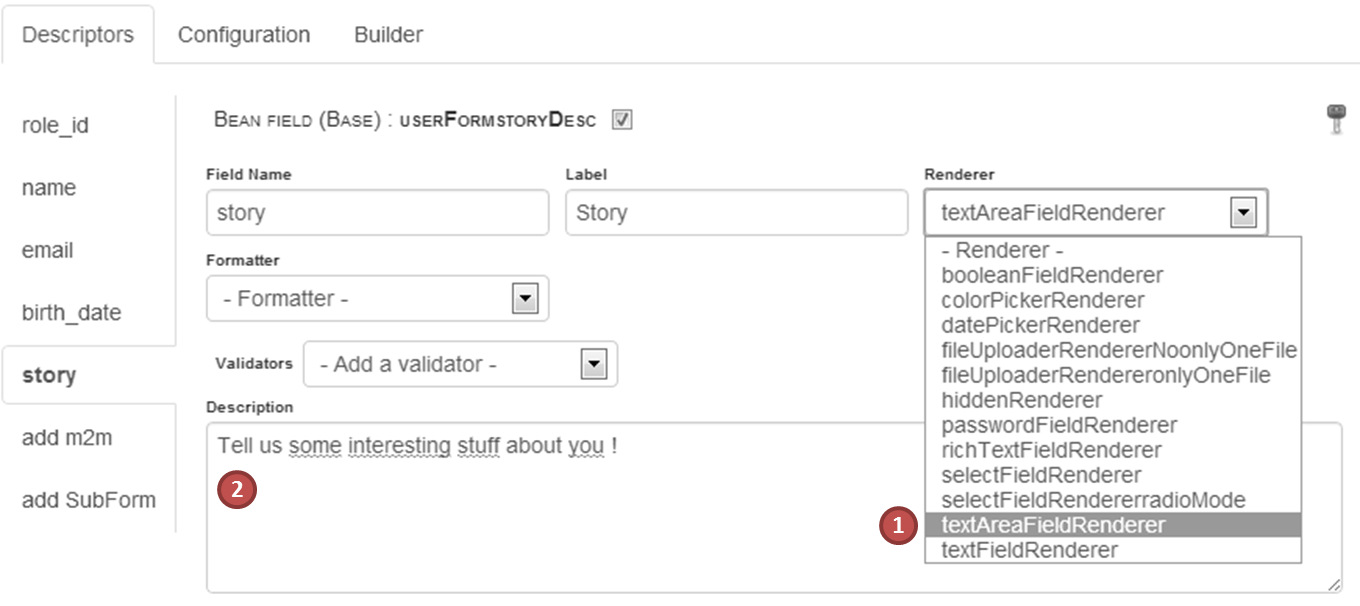 Descriptors Configuration Builder
role_id
name
email
birth_date
story
add m2m
add SubForm
Bean field (Base) : userFormstoryDesc
Field Name Label Renderer
story Story textAreaFieldRenderer
Formatter
- Formatter -
Validators - Add a validator -
Description
Tell us some interesting stuff about you !
2
- Renderer -
booleanFieldRenderer
colorPickerRenderer
datePickerRenderer
fileUploaderRendererNoonlyOneFile
fileUploaderRendereronlyOneFile
hiddenRenderer
passwordFieldRenderer
richTextFieldRenderer
selectFieldRenderer
selectFieldRendererradioMode
1 textAreaFieldRenderer
textFieldRenderer